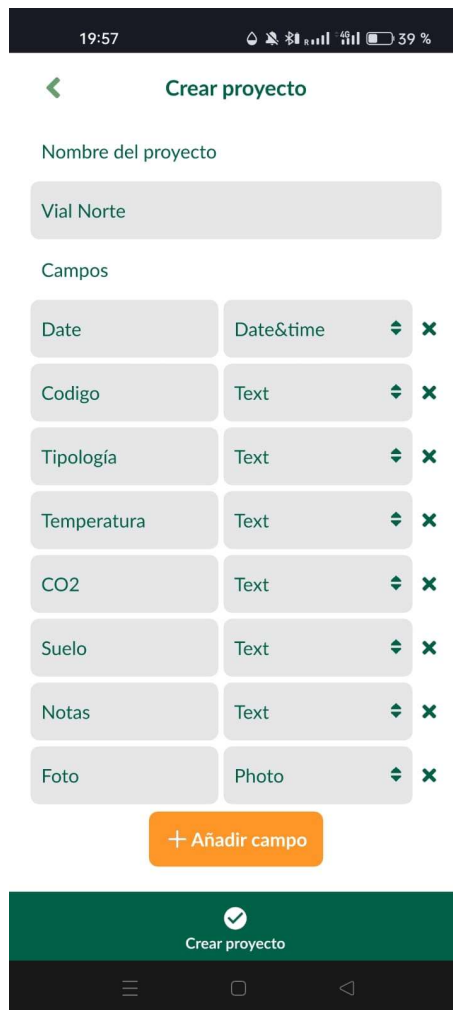 19:57 R 4G 39 %
Crear proyecto
Nombre del proyecto
Vial Norte
Campos
Date Date&time
Codigo Text
Tipología Text
Temperatura Text
CO2 Text
Suelo Text
Notas Text
Foto Photo
+ Añadir campo
Crear proyecto